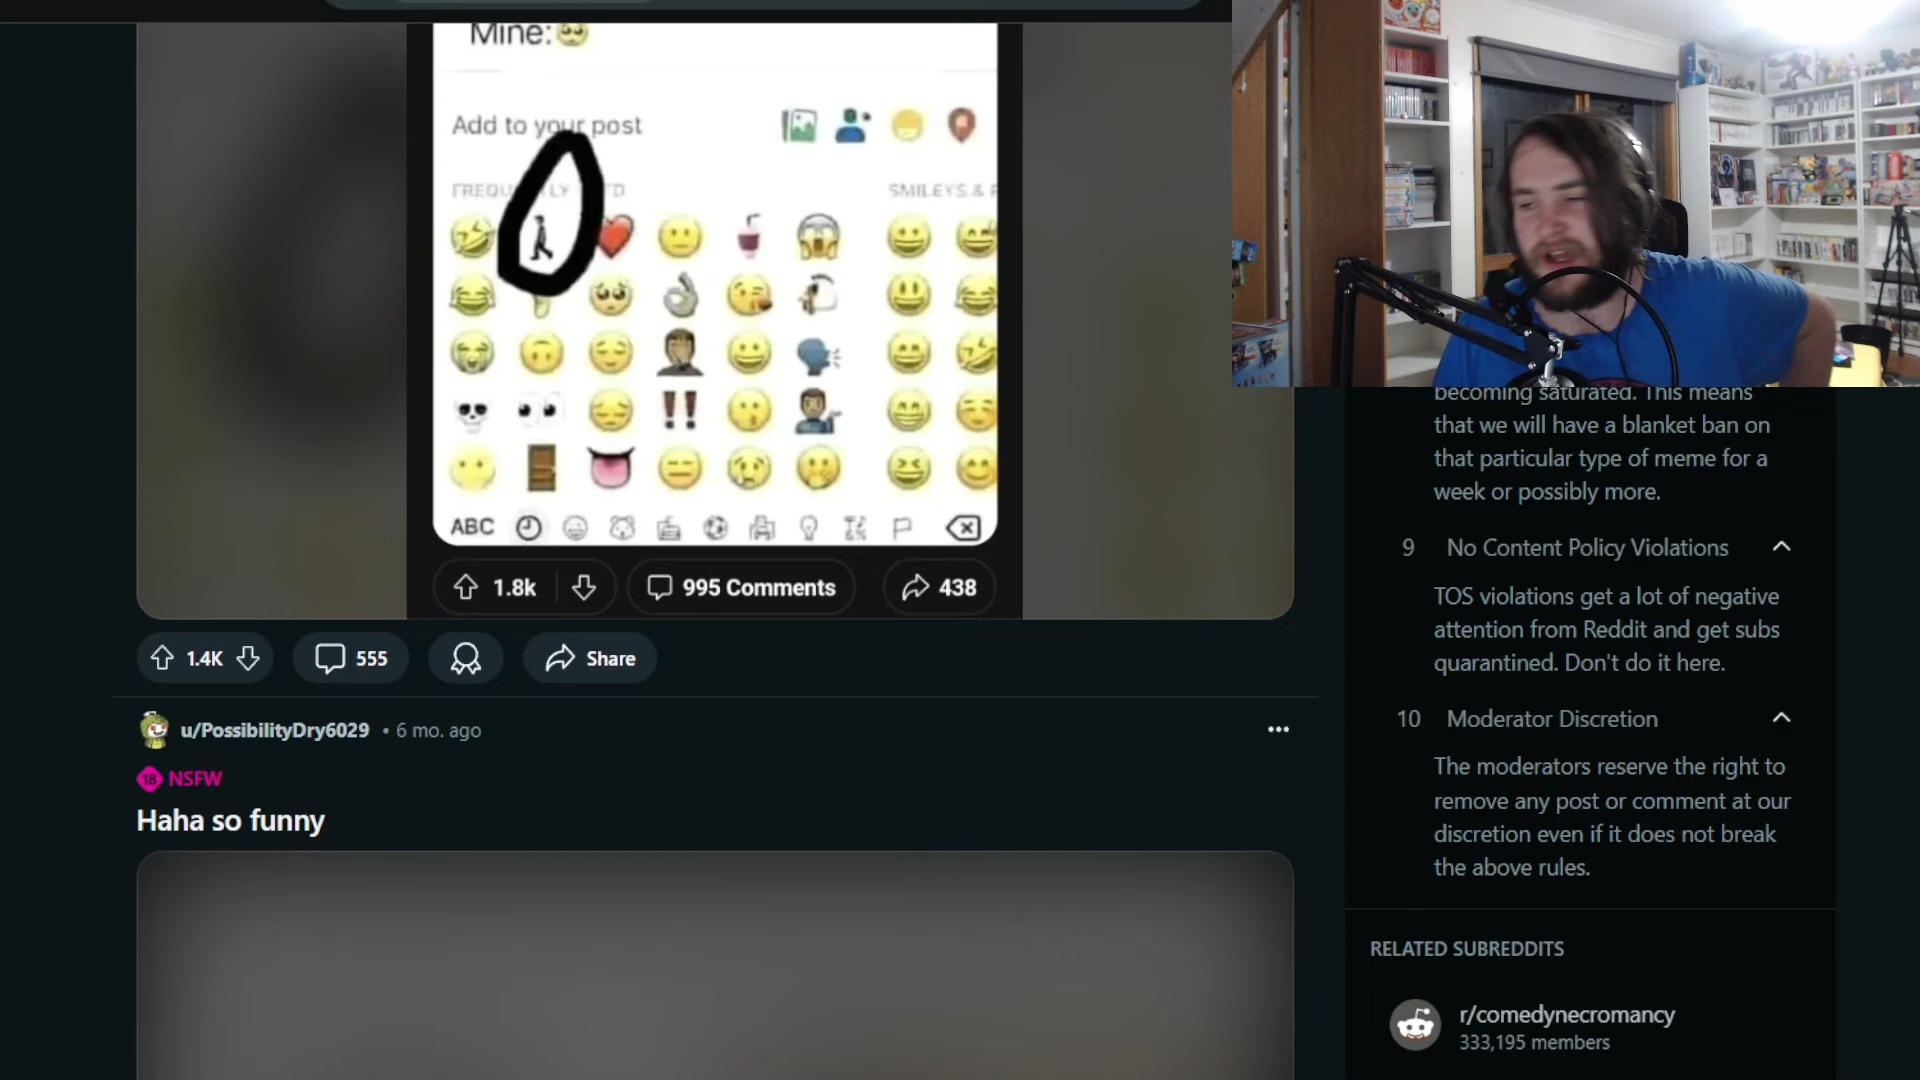 Mine:🥺
Add to your post
SMILEYS &
ABC
1.8k
995 Comments
438
1.4K
555
Share
u/PossibilityDry6029 • 6 mo. ago
18 NSFW
Haha so funny
becoming saturated. This means
that we will have a blanket ban on
that particular type of meme for a
week or possibly more.
9 No Content Policy Violations
TOS violations get a lot of negative
attention from Reddit and get subs
quarantined. Don't do it here.
10 Moderator Discretion
The moderators reserve the right to
remove any post or comment at our
discretion even if it does not break
the above rules.
RELATED SUBREDDITS
r/comedynecromancy
333,195 members